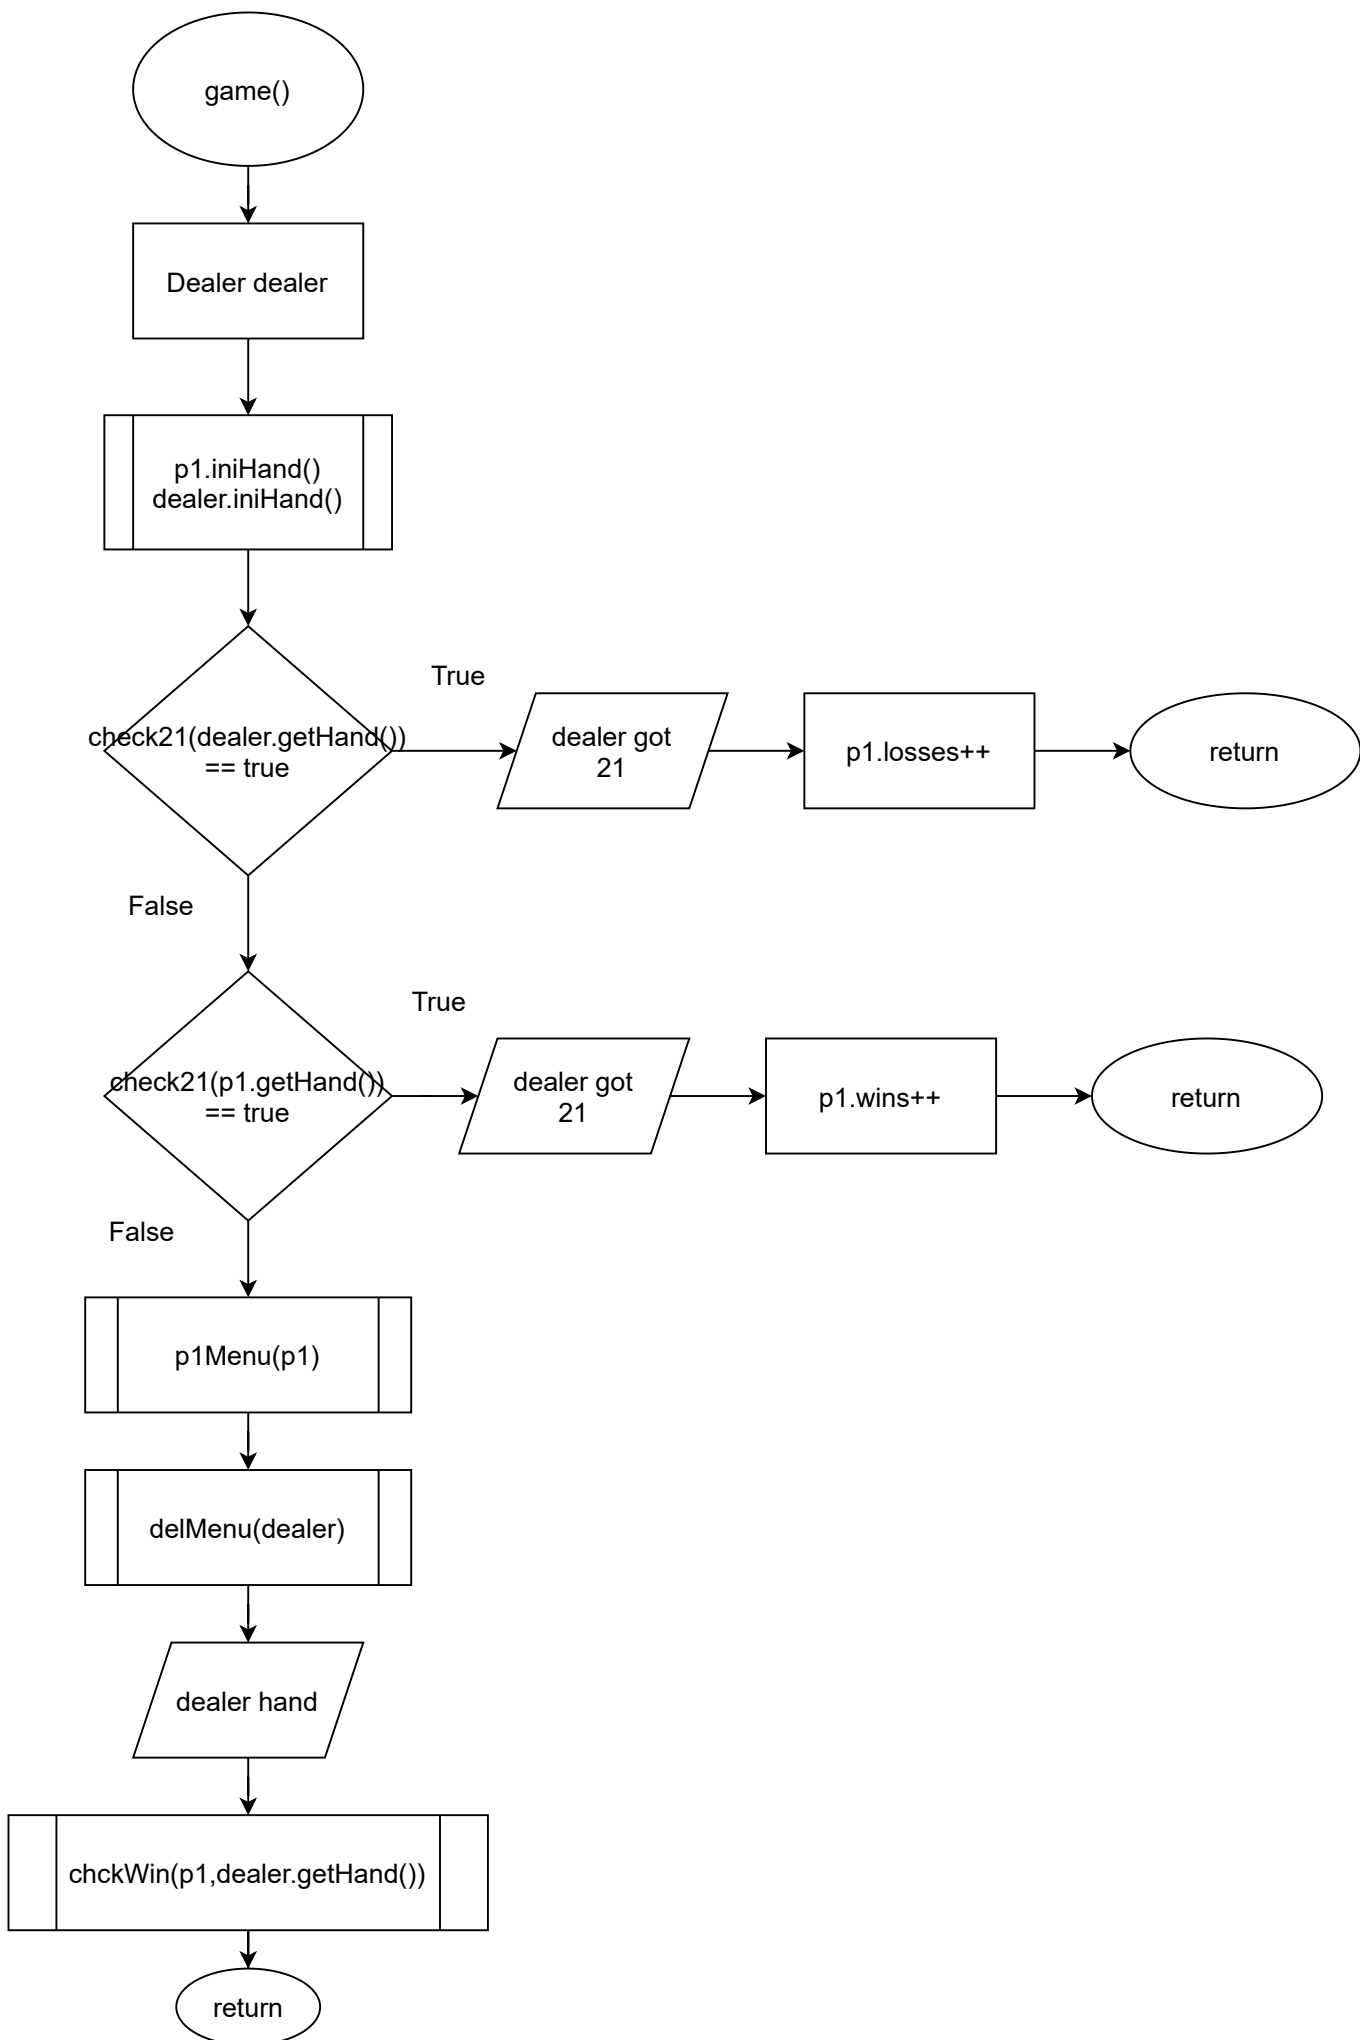 game()
Dealer dealer
p1.iniHand()
dealer.iniHand()
True
check21(dealer.getHand())
== true
dealer got
21
p1.losses++
return
False
True
check21(p1.getHand())
== true
dealer got
21
p1.wins++
return
False
p1Menu(p1)
delMenu(dealer)
dealer hand
chckWin(p1,dealer.getHand())
return